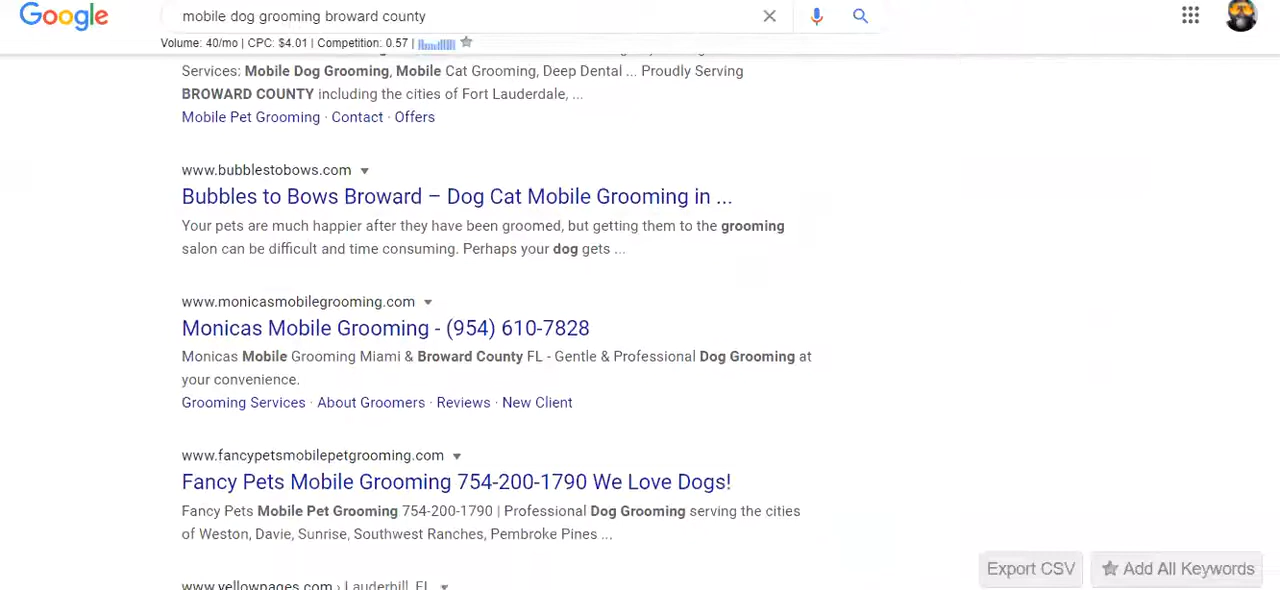 Google
mobile dog grooming broward county
Volume: 40/mo | CPC: $4.01 | Competition: 0.57 |
Services: Mobile Dog Grooming, Mobile Cat Grooming, Deep Dental ... Proudly Serving
BROWARD COUNTY including the cities of Fort Lauderdale, ...
Mobile Pet Grooming · Contact · Offers
www.bubblestobows.com
Bubbles to Bows Broward – Dog Cat Mobile Grooming in ...
Your pets are much happier after they have been groomed, but getting them to the grooming
salon can be difficult and time consuming. Perhaps your dog gets ...
www.monicasmobilegrooming.com
Monicas Mobile Grooming - (954) 610-7828
Monicas Mobile Grooming Miami & Broward County FL - Gentle & Professional Dog Grooming at
your convenience.
Grooming Services · About Groomers · Reviews · New Client
www.fancypetsmobilepetgrooming.com
Fancy Pets Mobile Grooming 754-200-1790 We Love Dogs!
Fancy Pets Mobile Pet Grooming 754-200-1790 | Professional Dog Grooming serving the cities
of Weston, Davie, Sunrise, Southwest Ranches, Pembroke Pines ...
Export CSV
Add All Keywords
www.yellowpages.com › Lauderhill, FL